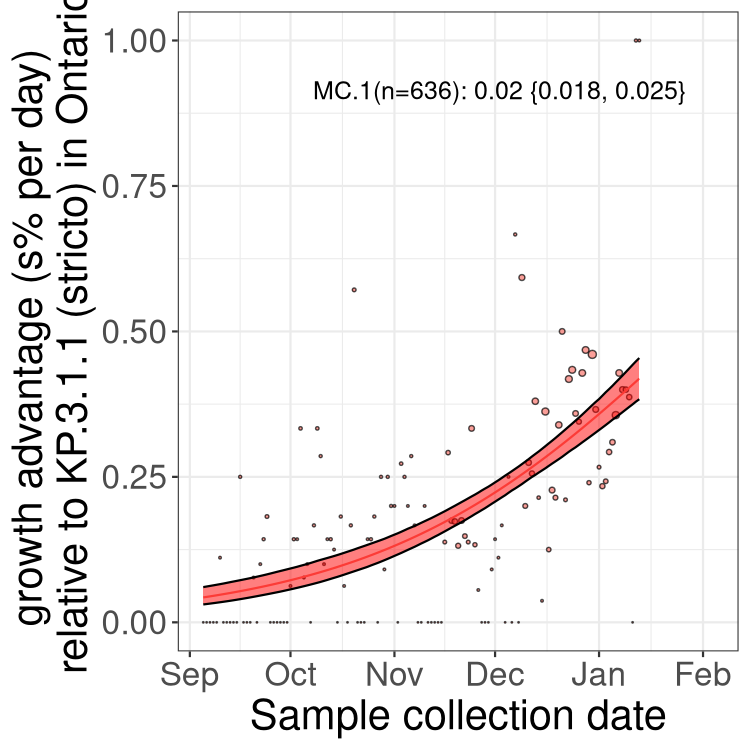 growth advantage (s% per day)
relative to KP.3.1.1 (stricto) in Ontario
1.00
0.75
0.50
0.25
0.00
MC.1(n=636): 0.02 {0.018, 0.025}
Sep Oct Nov Dec Jan Feb
Sample collection date